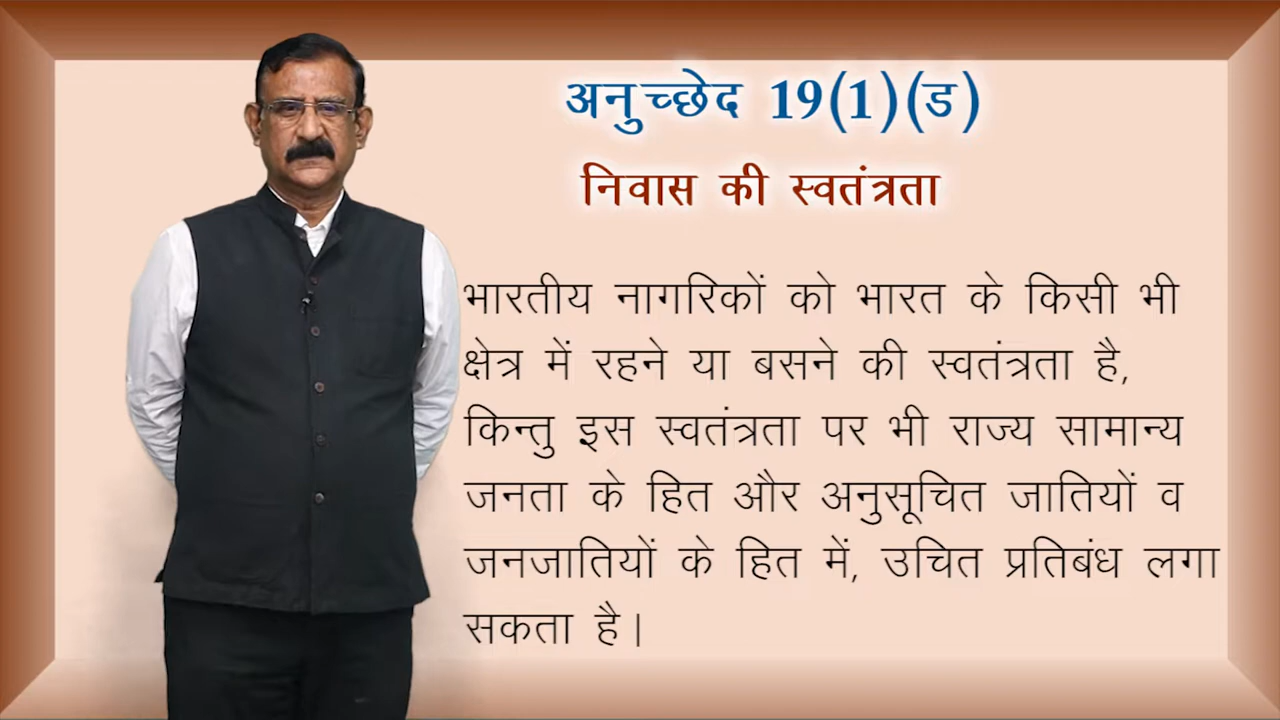 अनुच्छेद 19(1)(ड)
निवास की स्वतंत्रता
भारतीय नागरिकों को भारत के किसी भी
क्षेत्र में रहने या बसने की स्वतंत्रता है,
किन्तु इस स्वतंत्रता पर भी राज्य सामान्य
जनता के हित और अनुसूचित जातियों व
जनजातियों के हित में, उचित प्रतिबंध लगा
सकता है।